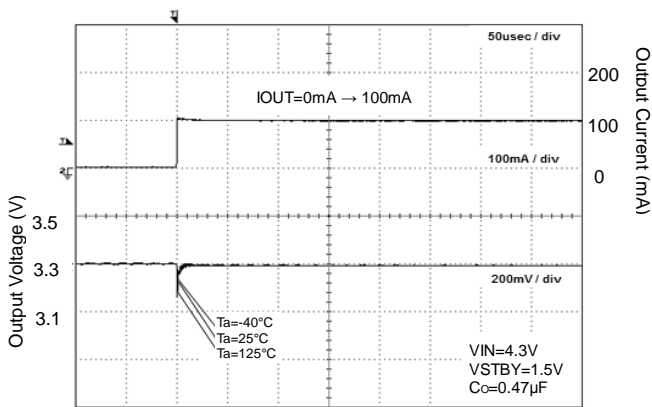 50usec / div
200
IOUT=0mA → 100mA
100
100mA / div
0
Output Current (mA)
3.5
3.3
200mV / div
3.1
Output Voltage (V)
Ta=-40°C
Ta=25°C
Ta=125°C
VIN=4.3V
VSTBY=1.5V
Co=0.47µF